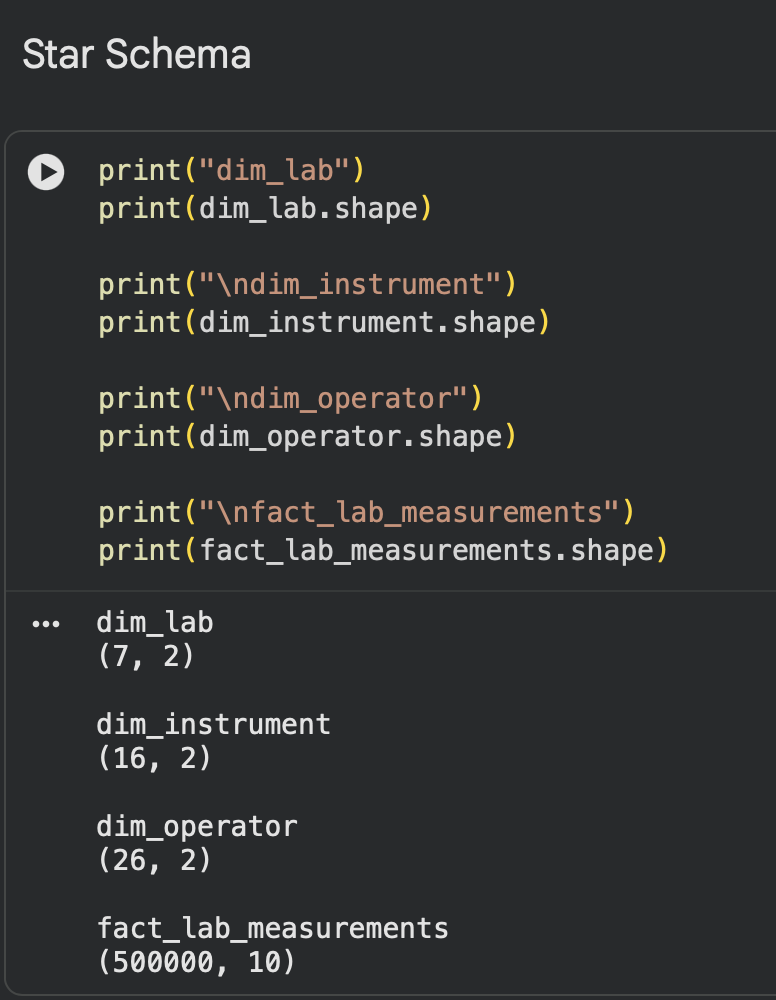 Star Schema
print("dim_lab")
print(dim_lab.shape)
print("\ndim_instrument")
print(dim_instrument.shape)
print("\ndim_operator")
print(dim_operator.shape)
print("\nfact_lab_measurements")
print(fact_lab_measurements.shape)
dim_lab
(7, 2)
dim_instrument
(16, 2)
dim_operator
(26, 2)
fact_lab_measurements
(500000, 10)